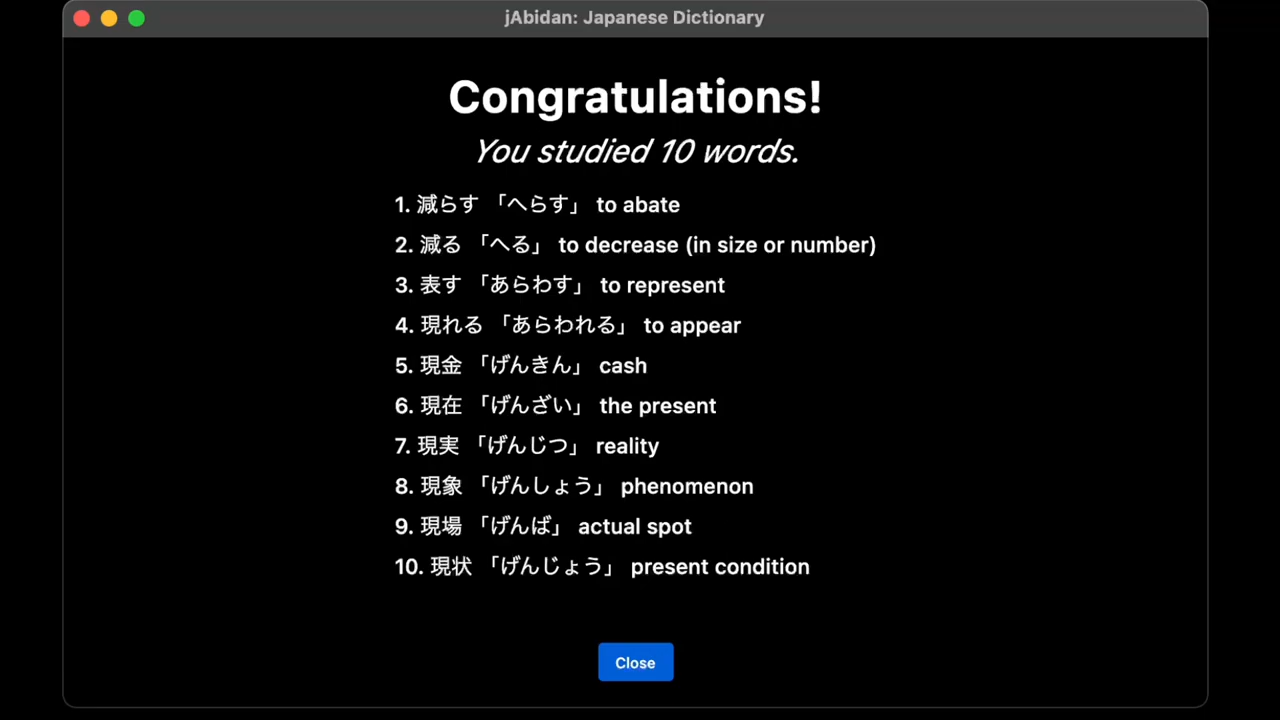 jAbidan: Japanese Dictionary
Congratulations!
You studied 10 words.
1. 減らす 「へらす」 to abate
2. 減る 「へる」 to decrease (in size or number)
3. 表す 「あらわす」 to represent
4. 現れる 「あらわれる」 to appear
5. 現金 「げんきん」 cash
6. 現在 「げんざい」 the present
7. 現実 「げんじつ」 reality
8. 現象 「げんしょう」 phenomenon
9. 現場 「げんば」 actual spot
10. 現状 「げんじょう」 present condition
Close